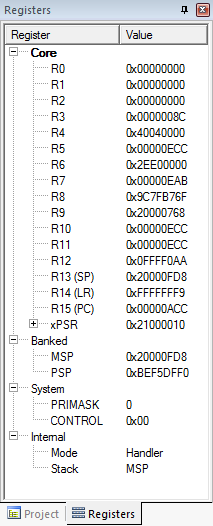 Registers
Register Value
Core
R0 0x00000000
R1 0x00000000
R2 0x00000000
R3 0x0000008C
R4 0x40040000
R5 0x00000ECC
R6 0x2EE00000
R7 0x00000EAB
R8 0x9C7FB76F
R9 0x20000768
R10 0x00000ECC
R11 0x00000ECC
R12 0x0FFFF0AA
R13 (SP) 0x20000FD8
R14 (LR) 0xFFFFFFF9
R15 (PC) 0x00000ACC
xPSR 0x21000010
Banked
MSP 0x20000FD8
PSP 0xBEF5DFF0
System
PRIMASK 0
CONTROL 0x00
Internal
Mode Handler
Stack MSP
Project Registers